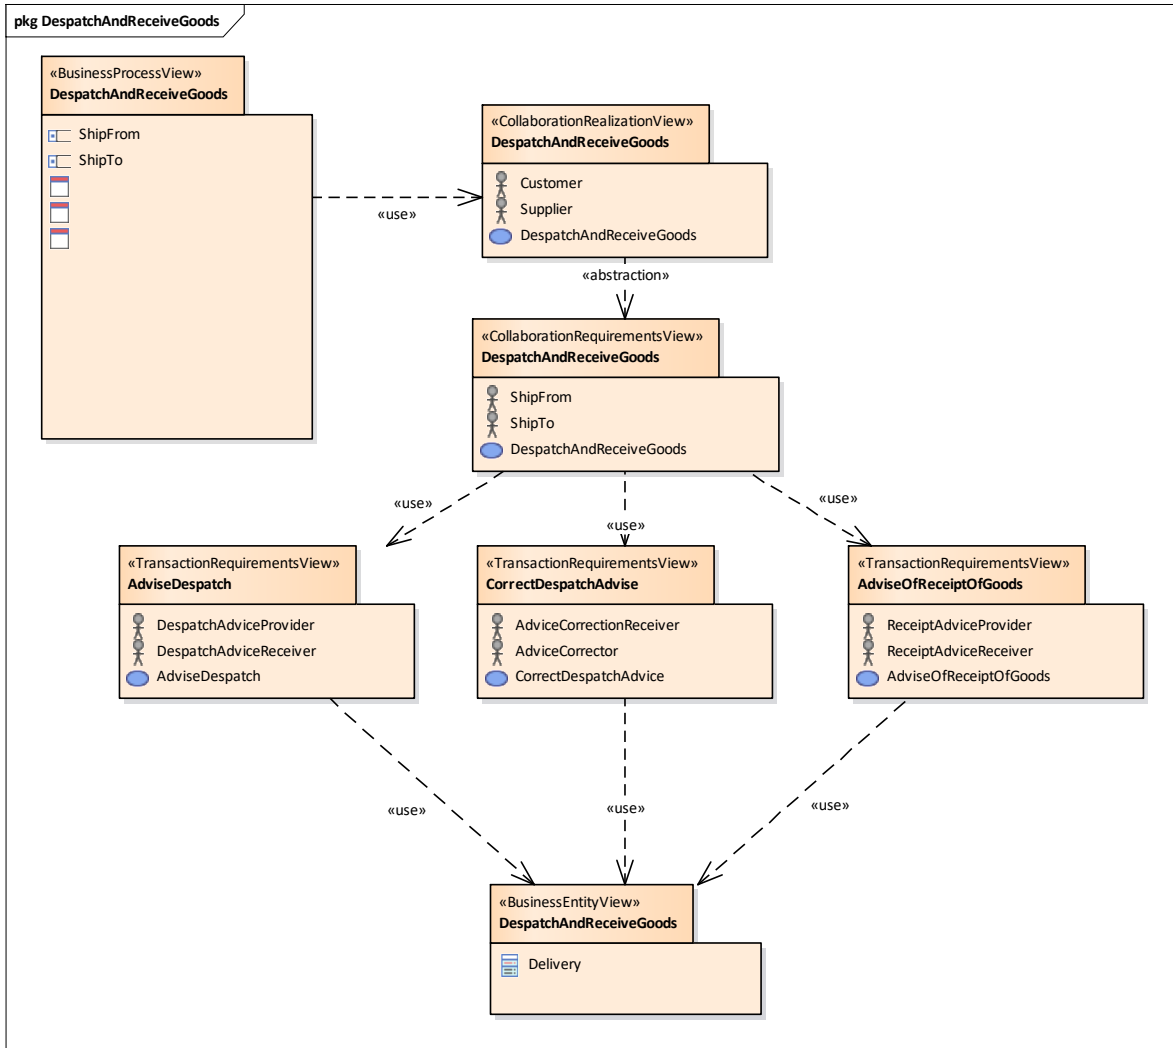 pkg DespatchAndReceiveGoods
«BusinessProcessView»
DespatchAndReceiveGoods
ShipFrom
ShipTo
«use»
«CollaborationRealizationView»
DespatchAndReceiveGoods
Customer
Supplier
DespatchAndReceiveGoods
«abstraction»
«CollaborationRequirementsView»
DespatchAndReceiveGoods
ShipFrom
ShipTo
DespatchAndReceiveGoods
«use»
«use»
«use»
«TransactionRequirementsView»
AdviseDespatch
DespatchAdviceProvider
DespatchAdviceReceiver
AdviseDespatch
«TransactionRequirementsView»
CorrectDespatchAdvise
AdviceCorrectionReceiver
AdviceCorrector
CorrectDespatchAdvice
«TransactionRequirementsView»
AdviseOfReceiptOfGoods
ReceiptAdviceProvider
ReceiptAdviceReceiver
AdviseOfReceiptOfGoods
«use»
«use»
«use»
«BusinessEntityView»
DespatchAndReceiveGoods
Delivery